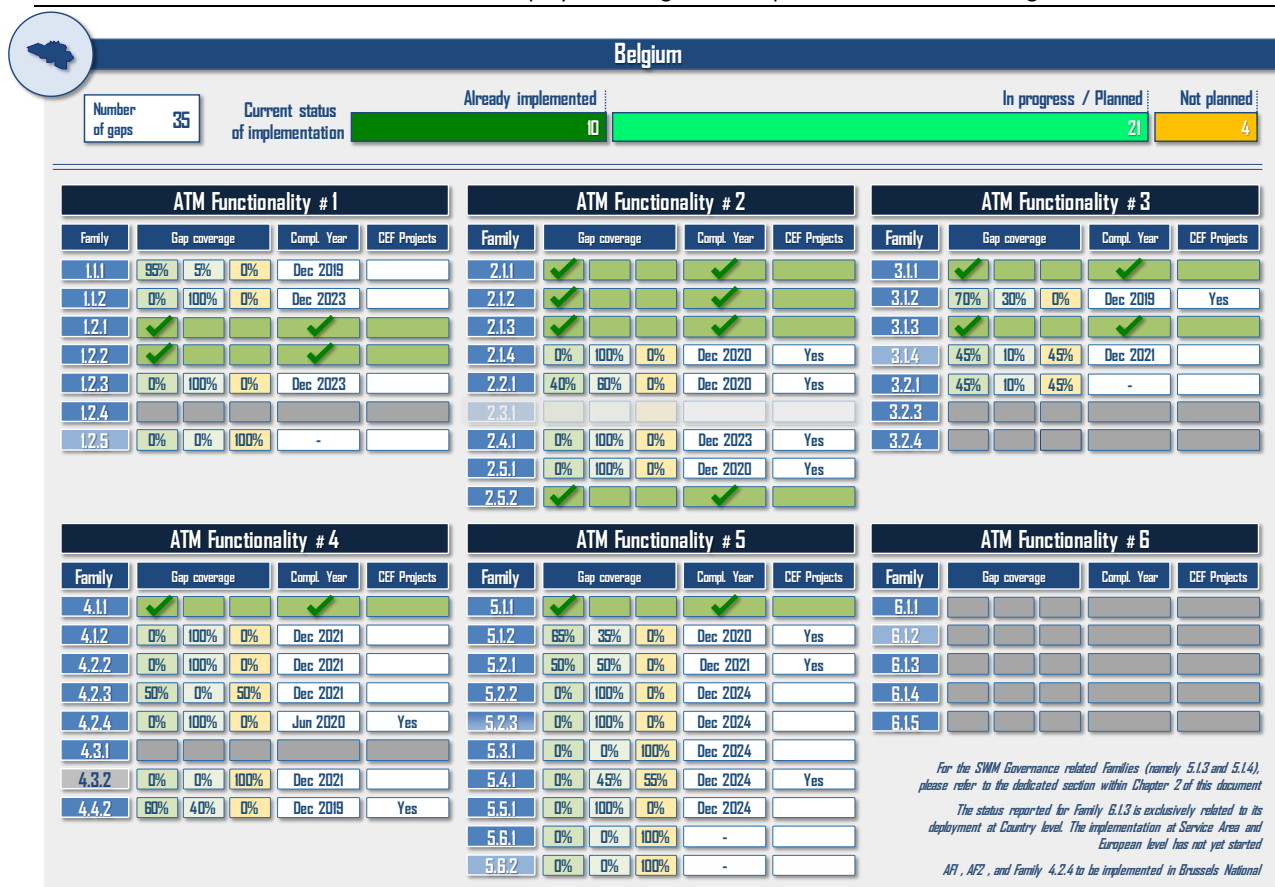 Belgium
Number of gaps 35
Current status of implementation
Already implemented 10
In progress / Planned 21
Not planned 4
ATM Functionality # 1
Family Gap coverage Compl. Year CEF Projects
1.1.1 95% 5% 0% Dec 2019
1.1.2 0% 100% 0% Dec 2023
1.2.1
1.2.2
1.2.3 0% 100% 0% Dec 2023
1.2.4
1.2.5 0% 0% 100% -
ATM Functionality # 2
Family Gap coverage Compl. Year CEF Projects
2.1.1
2.1.2
2.1.3
2.1.4 0% 100% 0% Dec 2020 Yes
2.2.1 40% 60% 0% Dec 2020 Yes
2.3.1
2.4.1 0% 100% 0% Dec 2023 Yes
2.5.1 0% 100% 0% Dec 2020 Yes
2.5.2
ATM Functionality # 3
Family Gap coverage Compl. Year CEF Projects
3.1.1
3.1.2 70% 30% 0% Dec 2019 Yes
3.1.3
3.1.4 45% 10% 45% Dec 2021
3.2.1 45% 10% 45% -
3.2.3
3.2.4
ATM Functionality # 4
Family Gap coverage Compl. Year CEF Projects
4.1.1
4.1.2 0% 100% 0% Dec 2021
4.2.2 0% 100% 0% Dec 2021
4.2.3 50% 0% 50% Dec 2021
4.2.4 0% 100% 0% Jun 2020 Yes
4.3.1
4.3.2 0% 0% 100% Dec 2021
4.4.2 60% 40% 0% Dec 2019 Yes
ATM Functionality # 5
Family Gap coverage Compl. Year CEF Projects
5.1.1
5.1.2 65% 35% 0% Dec 2020 Yes
5.2.1 50% 50% 0% Dec 2021 Yes
5.2.2 0% 100% 0% Dec 2024
5.2.3 0% 100% 0% Dec 2024
5.3.1 0% 0% 100% Dec 2024
5.4.1 0% 45% 55% Dec 2024 Yes
5.5.1 0% 100% 0% Dec 2024
5.6.1 0% 0% 100% -
5.6.2 0% 0% 100% -
ATM Functionality # 6
Family Gap coverage Compl. Year CEF Projects
6.1.1
6.1.2
6.1.3
6.1.4
6.1.5
For the SWIM Governance related Families (namely 5.1.3 and 5.1.4),
please refer to the dedicated section within Chapter 2 of this document
The status reported for Family 6.1.3 is exclusively related to its
deployment at Country level. The implementation at Service Area and
European level has not yet started
AF1 , AF2 , and Family 4.2.4 to be implemented in Brussels National